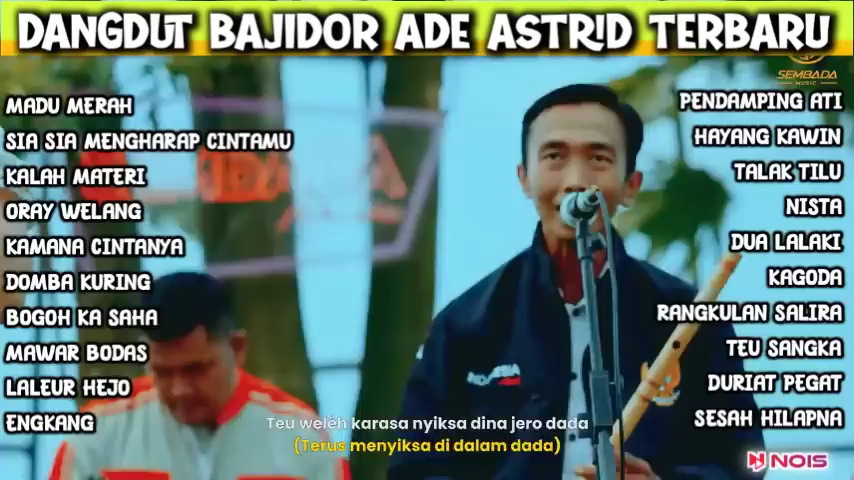 DANGDUT BAJIDOR ADE ASTRID TERBARU
SEMBADA
MUSIC
MADU MERAH
SIA SIA MENGHARAP CINTAMU
KALAH MATERI
ORAY WELANG
KAMANA CINTANYA
DOMBA KURING
BOGOH KA SAHA
MAWAR BODAS
LALEUR HEJO
ENGKANG
PENDAMPING ATI
HAYANG KAWIN
TALAK TILU
NISTA
DUA LALAKI
KAGODA
RANGKULAN SALIRA
TEU SANGKA
DURIAT PEGAT
SESAH HILAPNA
Teu weleh karasa nyiksa dina jero dada
(Terus menyiksa di dalam dada)
NOIS